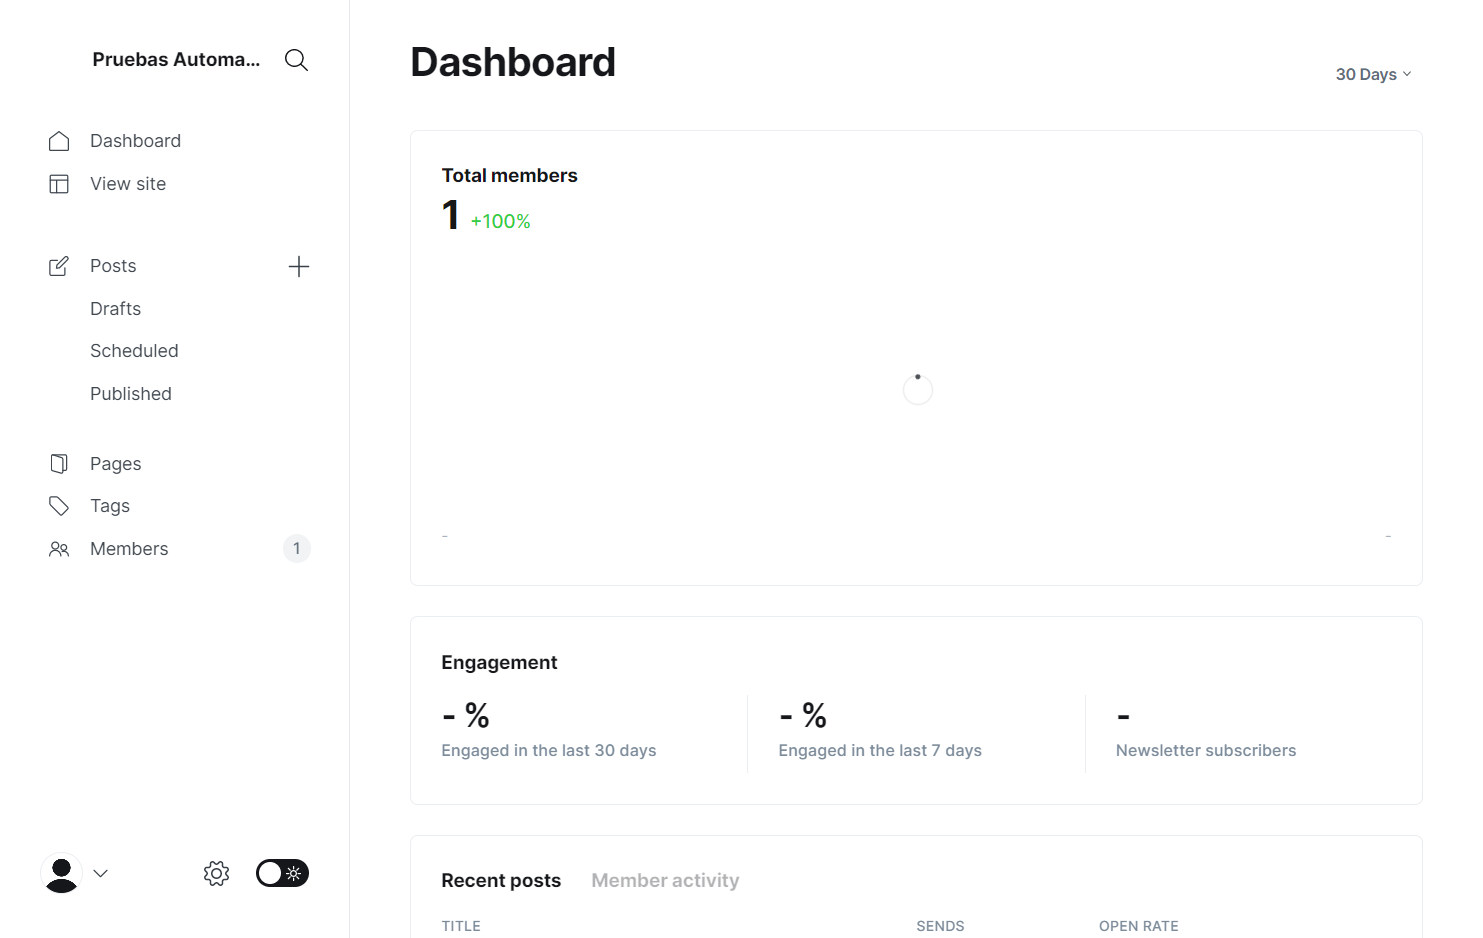 Pruebas Automa...
Dashboard
View site
Posts
Drafts
Scheduled
Published
Pages
Tags
Members
1
Dashboard
30 Days
Total members
1 +100%
- -
Engagement
- % - % -
Engaged in the last 30 days Engaged in the last 7 days Newsletter subscribers
Recent posts Member activity
TITLE SENDS OPEN RATE